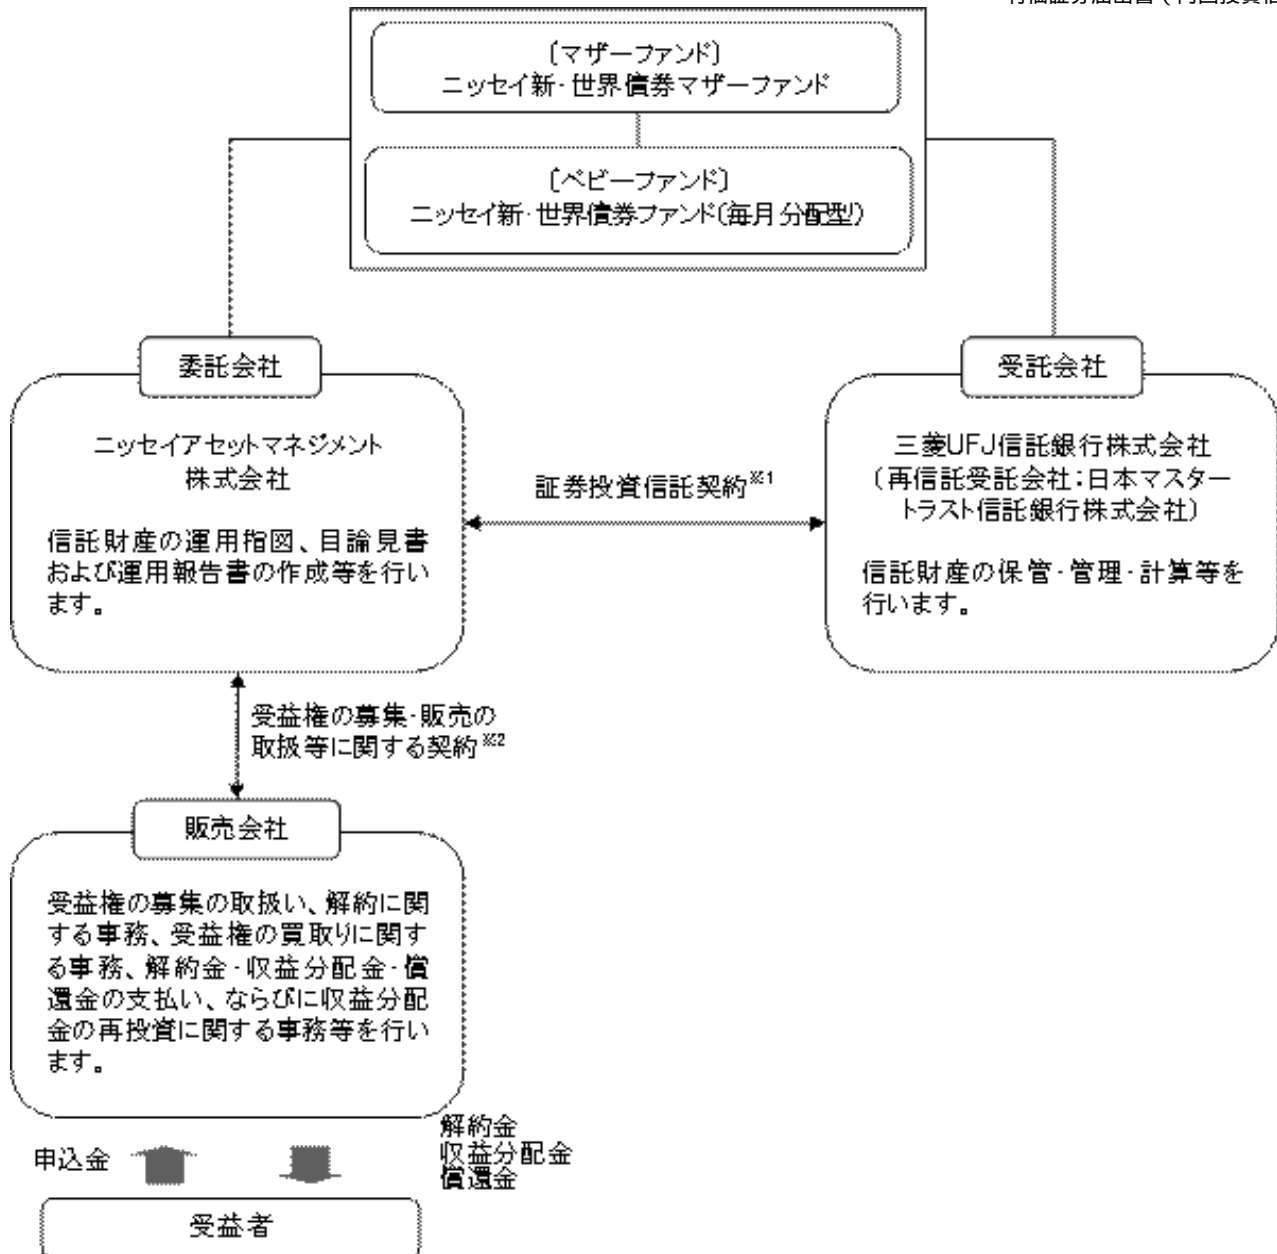 〔マザーファンド〕
ニッセイ新・世界債券マザーファンド
〔ベビーファンド〕
ニッセイ新・世界債券ファンド(毎月分配型)
委託会社
ニッセイアセットマネジメント
株式会社
信託財産の運用指図、目論見書
および運用報告書の作成等を行い
ます。
証券投資信託契約※1
受託会社
三菱UFJ信託銀行株式会社
(再信託受託会社:日本マスター
トラスト信託銀行株式会社)
信託財産の保管・管理・計算等を
行います。
受益権の募集・販売の
取扱等に関する契約※2
販売会社
受益権の募集の取扱い、解約に関
する事務、受益権の買取りに関す
る事務、解約金・収益分配金・償
還金の支払い、ならびに収益分配
金の再投資に関する事務等を行い
ます。
申込金
解約金
収益分配金
償還金
受益者